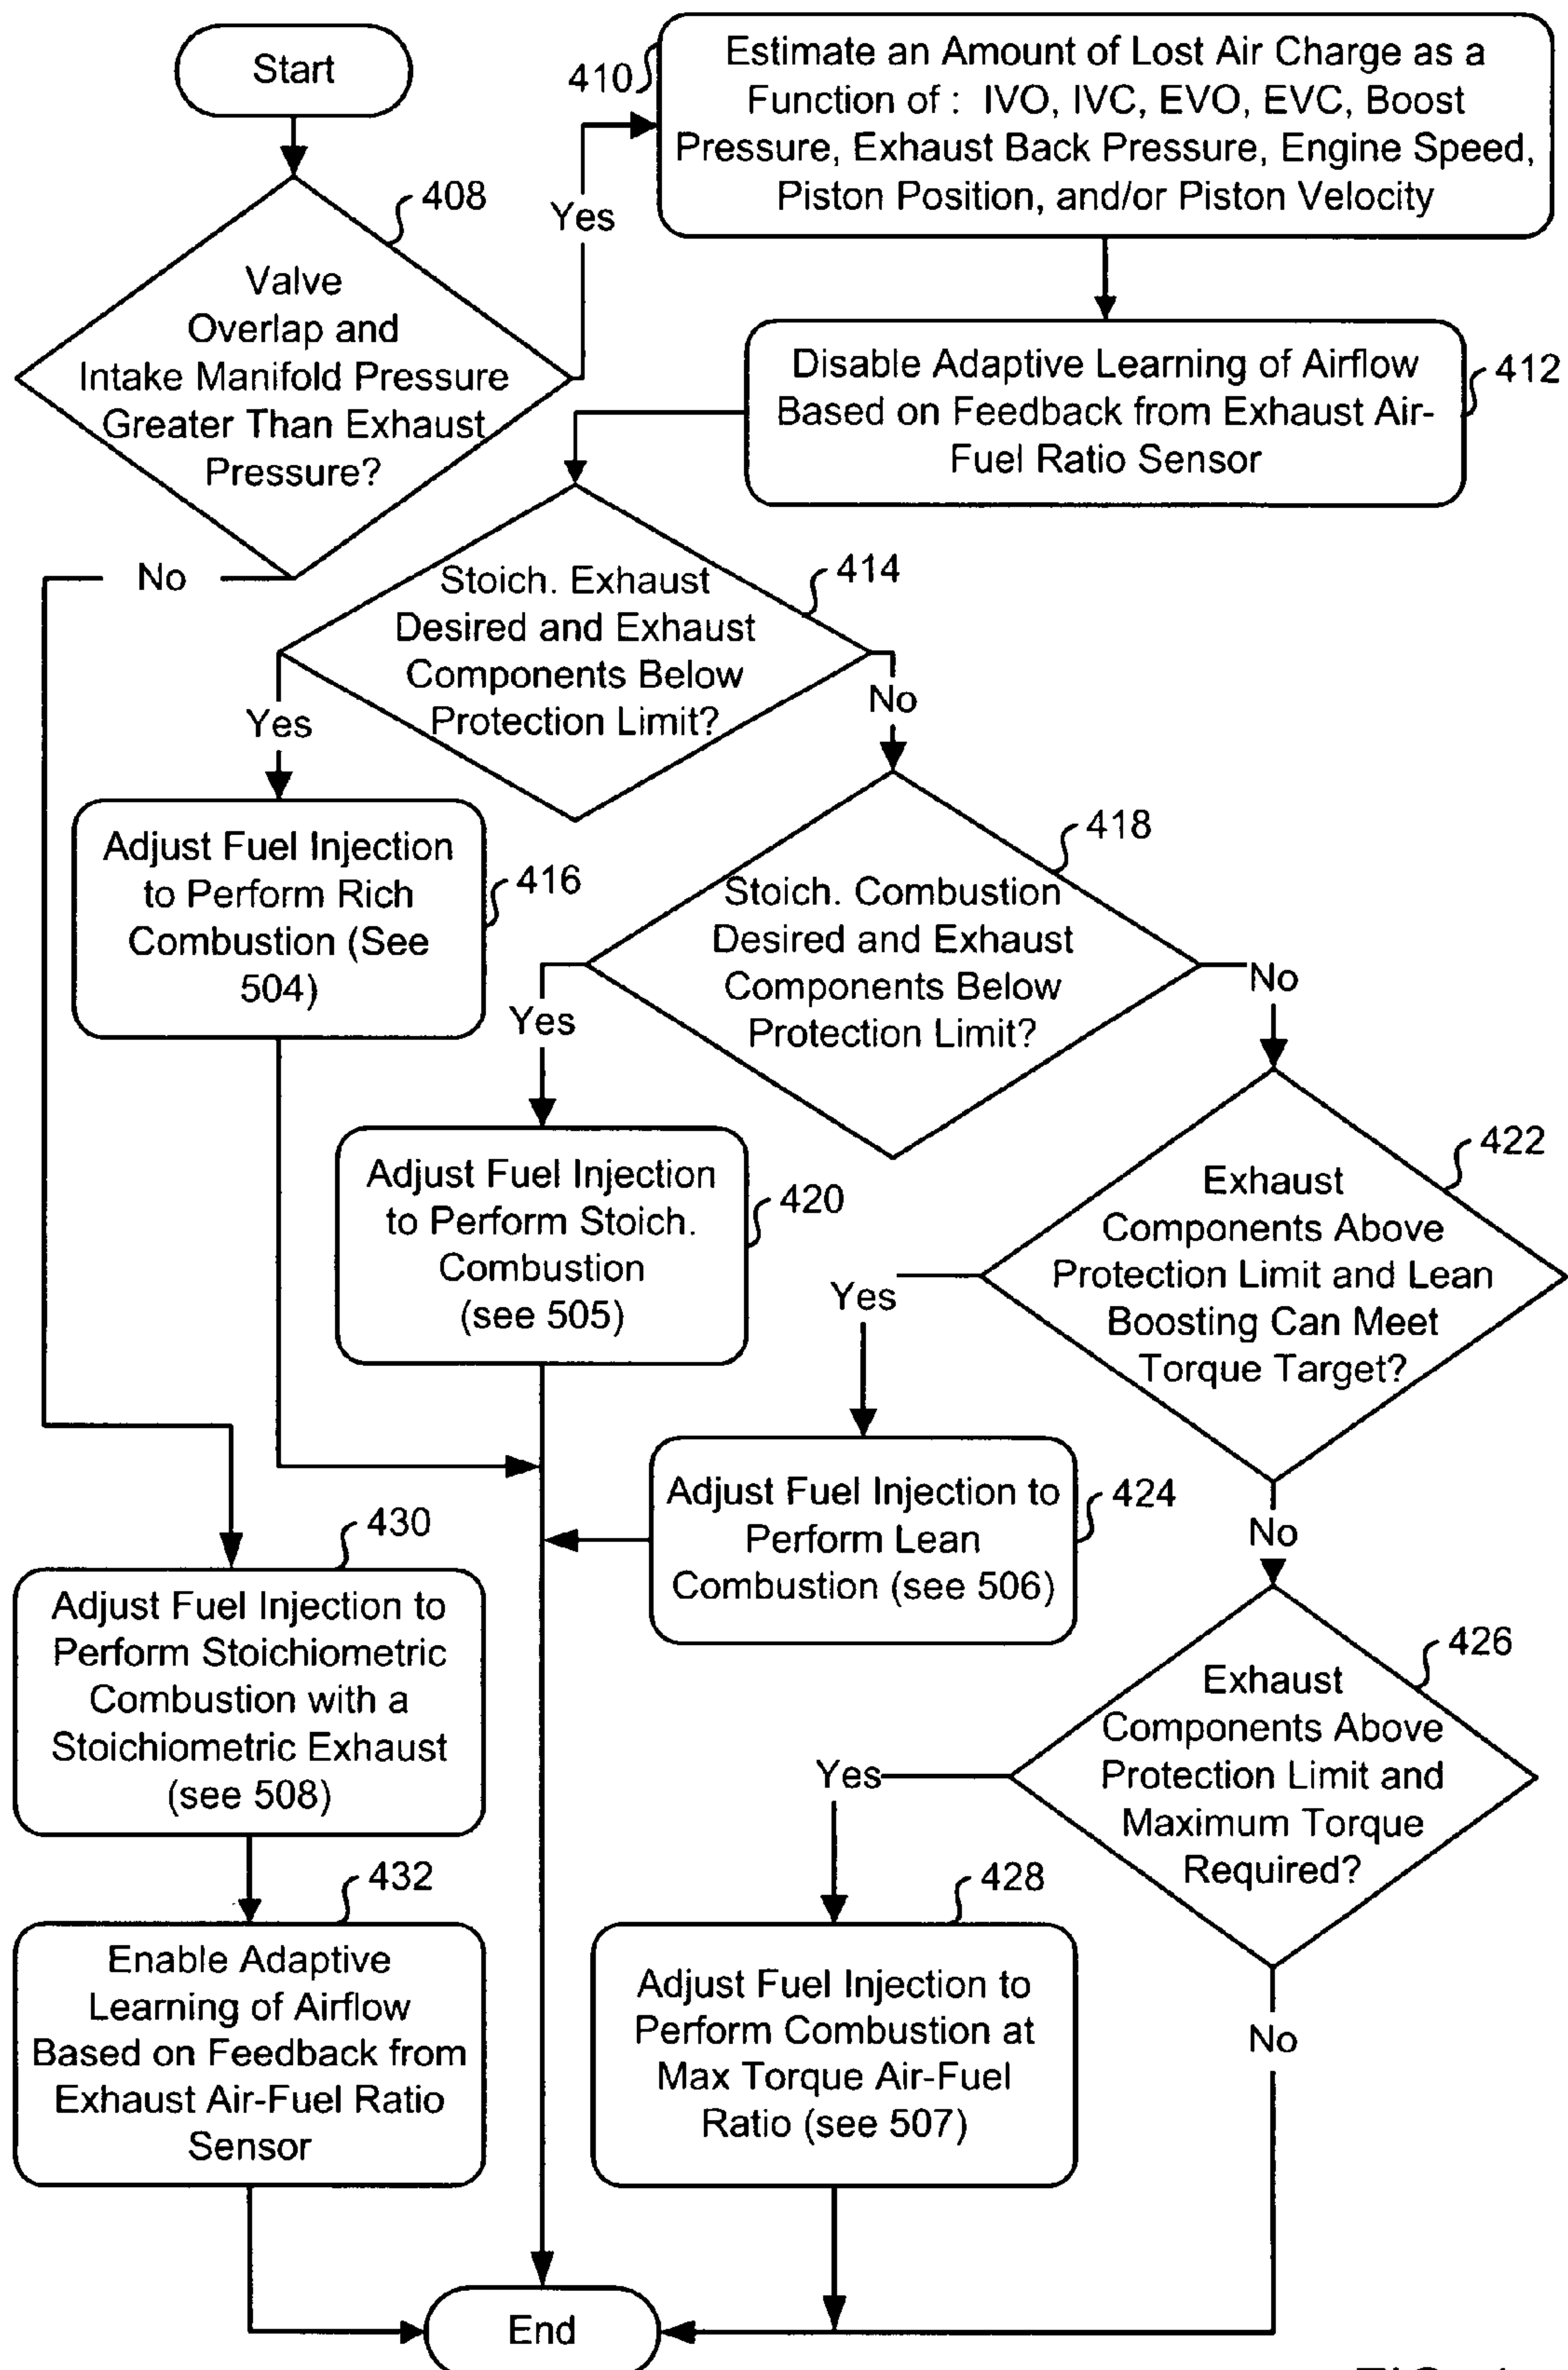 Start
410
Estimate an Amount of Lost Air Charge as a
Function of : IVO, IVC, EVO, EVC, Boost
Pressure, Exhaust Back Pressure, Engine Speed,
Piston Position, and/or Piston Velocity
408
Yes
Valve
Overlap and
Intake Manifold Pressure
Greater Than Exhaust
Pressure?
Disable Adaptive Learning of Airflow
Based on Feedback from Exhaust Air-
Fuel Ratio Sensor
412
No
414
Stoich. Exhaust
Desired and Exhaust
Components Below
Protection Limit?
Yes
No
Adjust Fuel Injection
to Perform Rich
Combustion (See
504)
416
418
Stoich. Combustion
Desired and Exhaust
Components Below
Protection Limit?
Yes
No
Adjust Fuel Injection
to Perform Stoich.
Combustion
(see 505)
420
422
Exhaust
Components Above
Protection Limit and Lean
Boosting Can Meet
Torque Target?
Yes
No
Adjust Fuel Injection to
Perform Lean
Combustion (see 506)
424
430
Adjust Fuel Injection to
Perform Stoichiometric
Combustion with a
Stoichiometric Exhaust
(see 508)
426
Exhaust
Components Above
Protection Limit and
Maximum Torque
Required?
Yes
No
432
Enable Adaptive
Learning of Airflow
Based on Feedback from
Exhaust Air-Fuel Ratio
Sensor
428
Adjust Fuel Injection to
Perform Combustion at
Max Torque Air-Fuel
Ratio (see 507)
End